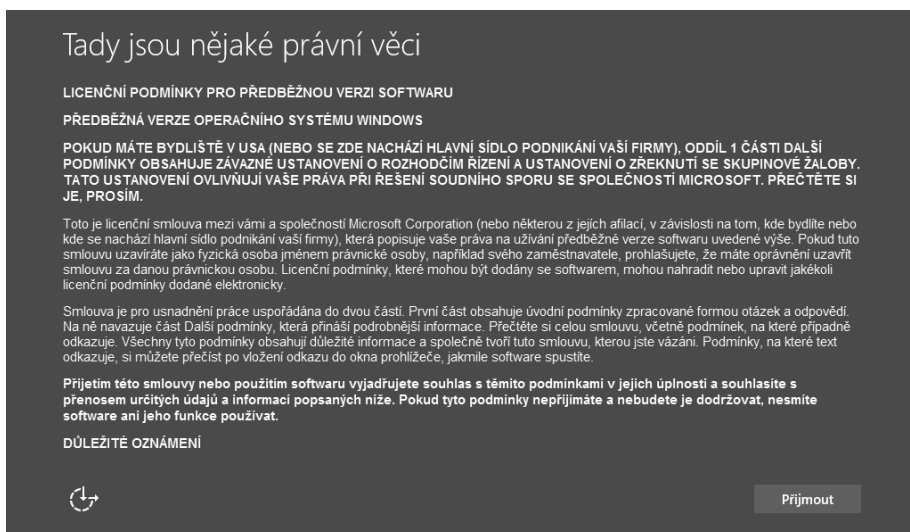 Tady jsou nějaké právní věci
LICENČNÍ PODMÍNKY PRO PŘEDBĚŽNOU VERZI SOFTWARU
PŘEDBĚŽNÁ VERZE OPERAČNÍHO SYSTÉMU WINDOWS
POKUD MÁTE BYDLIŠTĚ V USA (NEBO SE ZDE NACHÁZÍ HLAVNÍ SÍDLO PODNIKÁNÍ VAŠÍ FIRMY), ODDÍL 1 ČÁSTI DALŠÍ
PODMÍNKY OBSAHUJE ZÁVAZNÉ USTANOVENÍ O ROZHODČÍM ŘÍZENÍ A USTANOVENÍ O ZŘEKNUTÍ SE SKUPINOVÉ ŽALOBY.
TATO USTANOVENÍ OVLIVŇUJÍ VAŠE PRÁVA PŘI ŘEŠENÍ SOUDNÍHO SPORU SE SPOLEČNOSTÍ MICROSOFT. PŘEČTĚTE SI
JE, PROSÍM.
Toto je licenční smlouva mezi vámi a společností Microsoft Corporation (nebo některou z jejích afilací, v závislosti na tom, kde bydlíte nebo
kde se nachází hlavní sídlo podnikání vaší firmy), která popisuje vaše práva na užívání předběžné verze softwaru uvedené výše. Pokud tuto
smlouvu uzavíráte jako fyzická osoba jménem právnické osoby, například svého zaměstnavatele, prohlašujete, že máte oprávnění uzavřít
smlouvu za danou právnickou osobu. Licenční podmínky, které mohou být dodány se softwarem, mohou nahradit nebo upravit jakékoli
licenční podmínky dodané elektronicky.
Smlouva je pro usnadnění práce uspořádána do dvou částí. První část obsahuje úvodní podmínky zpracované formou otázek a odpovědí.
Na ně navazuje část Další podmínky, která přináší podrobnější informace. Přečtěte si celou smlouvu, včetně podmínek, na které případně
odkazuje. Všechny tyto podmínky obsahují důležité informace a společně tvoří tuto smlouvu, kterou jste vázáni. Podmínky, na které text
odkazuje, si můžete přečíst po vložení odkazu do okna prohlížeče, jakmile software spustíte.
Přijetím této smlouvy nebo použitím softwaru vyjadřujete souhlas s těmito podmínkami v jejich úplnosti a souhlasíte s
přenosem určitých údajů a informací popsaných níže. Pokud tyto podmínky nepřijímáte a nebudete je dodržovat, nesmíte
software ani jeho funkce používat.
DŮLEŽITÉ OZNÁMENÍ
Přijmout